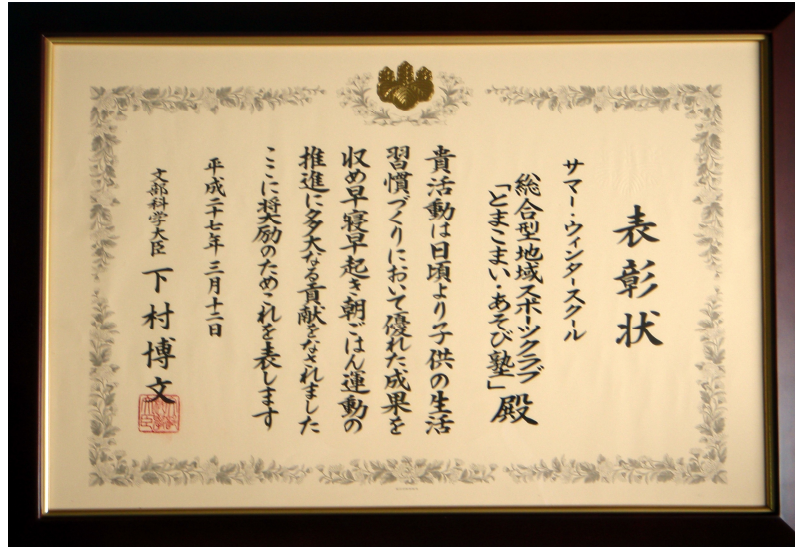 表彰状
サマー・ウィンタースクール
総合型地域スポーツクラブ
「とまこまい・あそび塾」殿
貴活動は日頃より子供の生活
習慣づくりにおいて優れた成果を
収め早寝早起き朝ごはん運動の
推進に多大なる貢献をなされました
ここに奨励のためこれを表します
平成二十七年三月十二日
文部科学大臣 下村博文